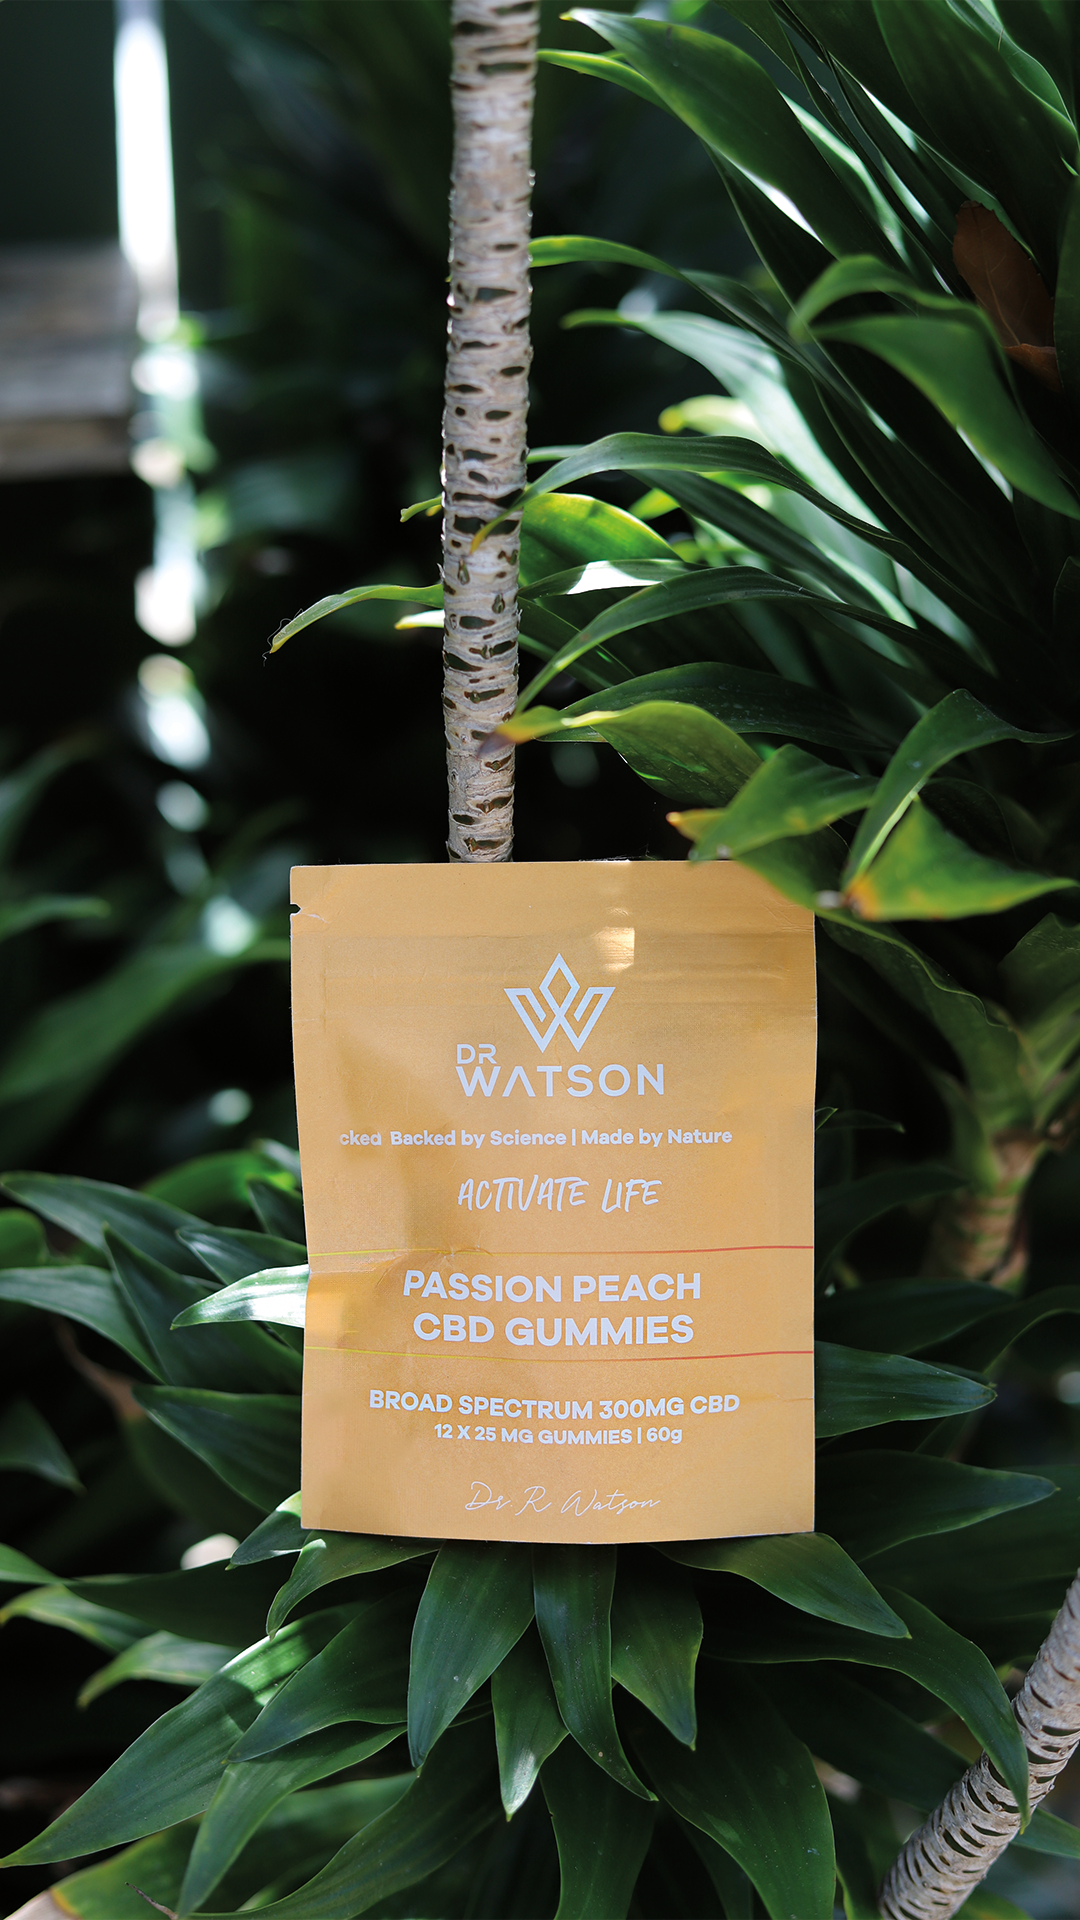 DR
WATSON
cked Backed by Science | Made by Nature
ACTIVATE LIFE
PASSION PEACH
CBD GUMMIES
BROAD SPECTRUM 300MG CBD
12 X 25 MG GUMMIES | 60g
Dr R Watson